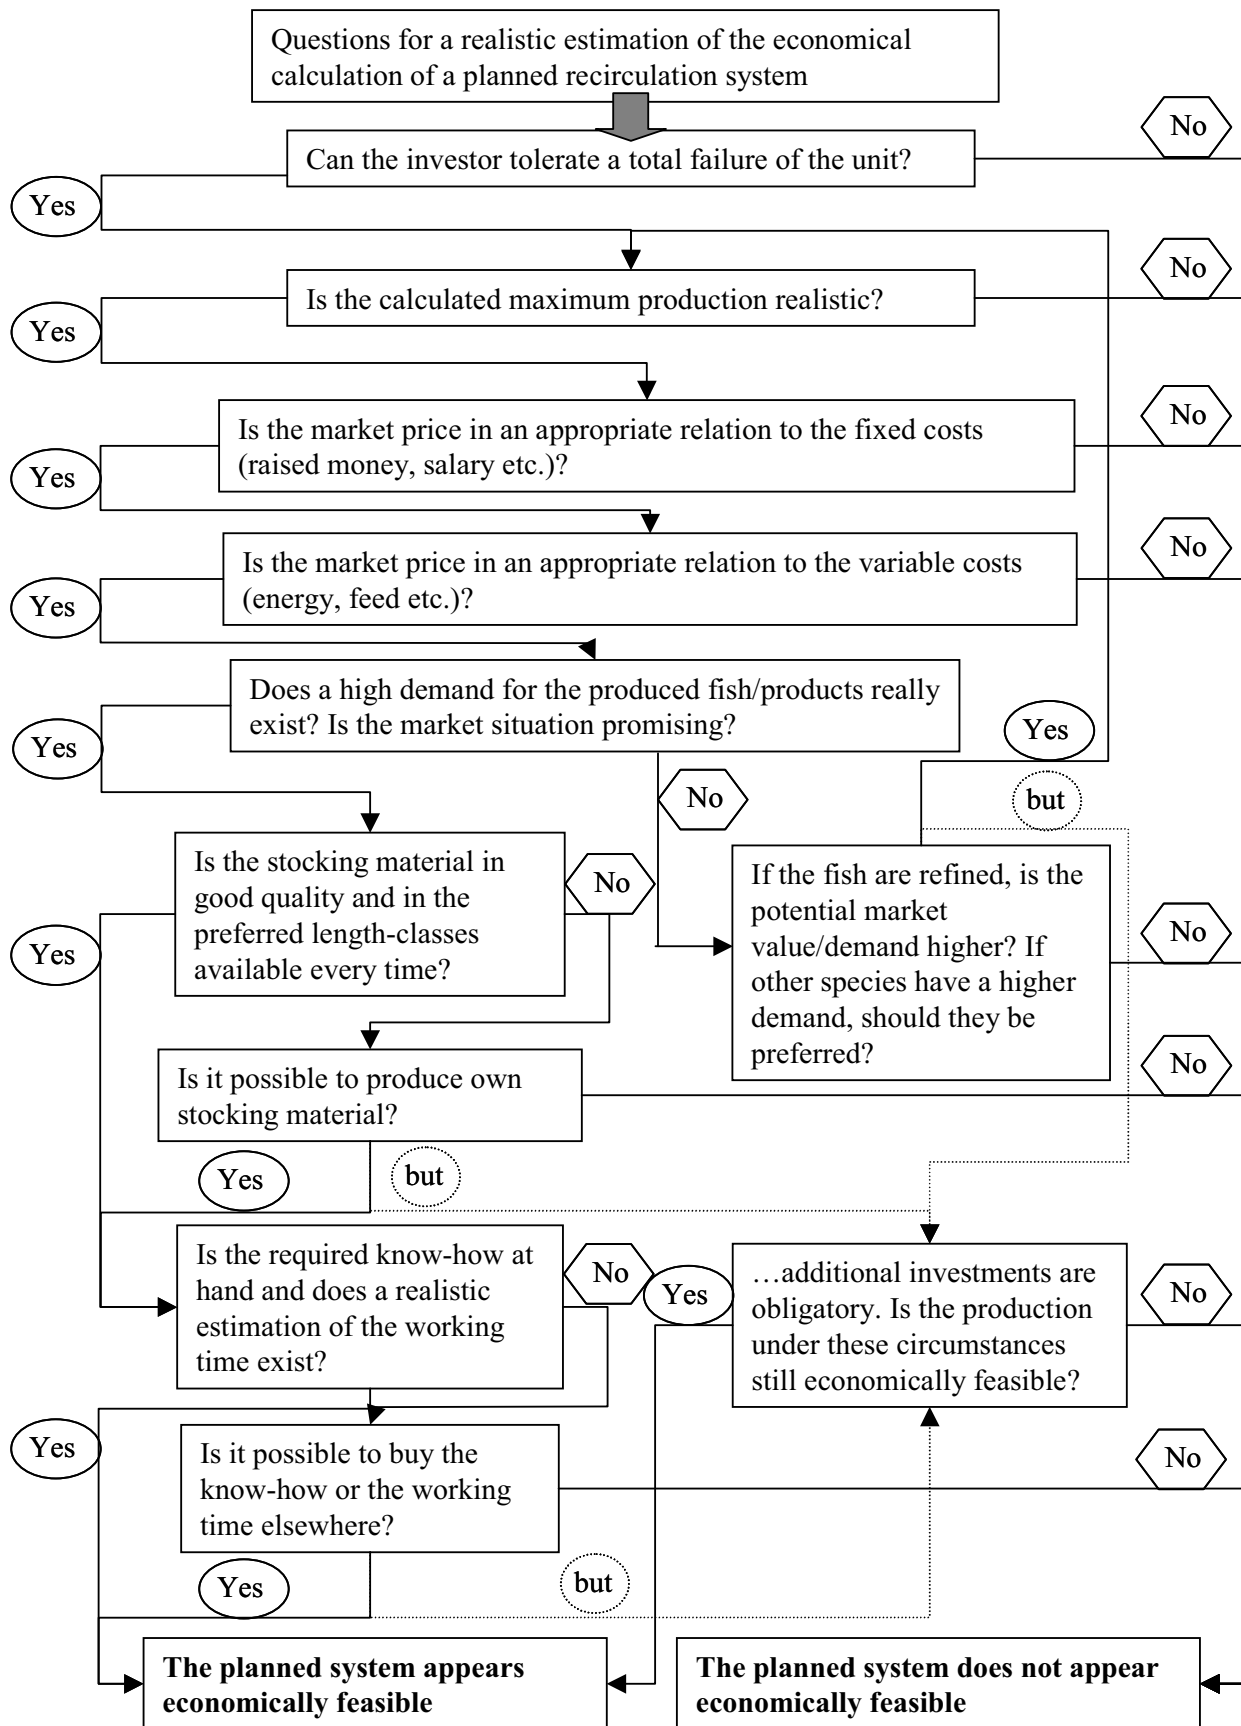 Questions for a realistic estimation of the economical
calculation of a planned recirculation system
No
Can the investor tolerate a total failure of the unit?
Yes
No
Is the calculated maximum production realistic?
Yes
No
Is the market price in an appropriate relation to the fixed costs
(raised money, salary etc.)?
Yes
No
Is the market price in an appropriate relation to the variable costs
(energy, feed etc.)?
Yes
Does a high demand for the produced fish/products really
exist? Is the market situation promising?
Yes
Yes
No
but
Is the stocking material in
good quality and in the
preferred length-classes
available every time?
No
Yes
If the fish are refined, is the
potential market
value/demand higher? If
other species have a higher
demand, should they be
preferred?
No
Is it possible to produce own
stocking material?
No
Yes
but
Is the required know-how at
hand and does a realistic
estimation of the working
time exist?
No
Yes
…additional investments are
obligatory. Is the production
under these circumstances
still economically feasible?
No
Yes
Is it possible to buy the
know-how or the working
time elsewhere?
No
Yes
but
The planned system appears
economically feasible
The planned system does not appear
economically feasible